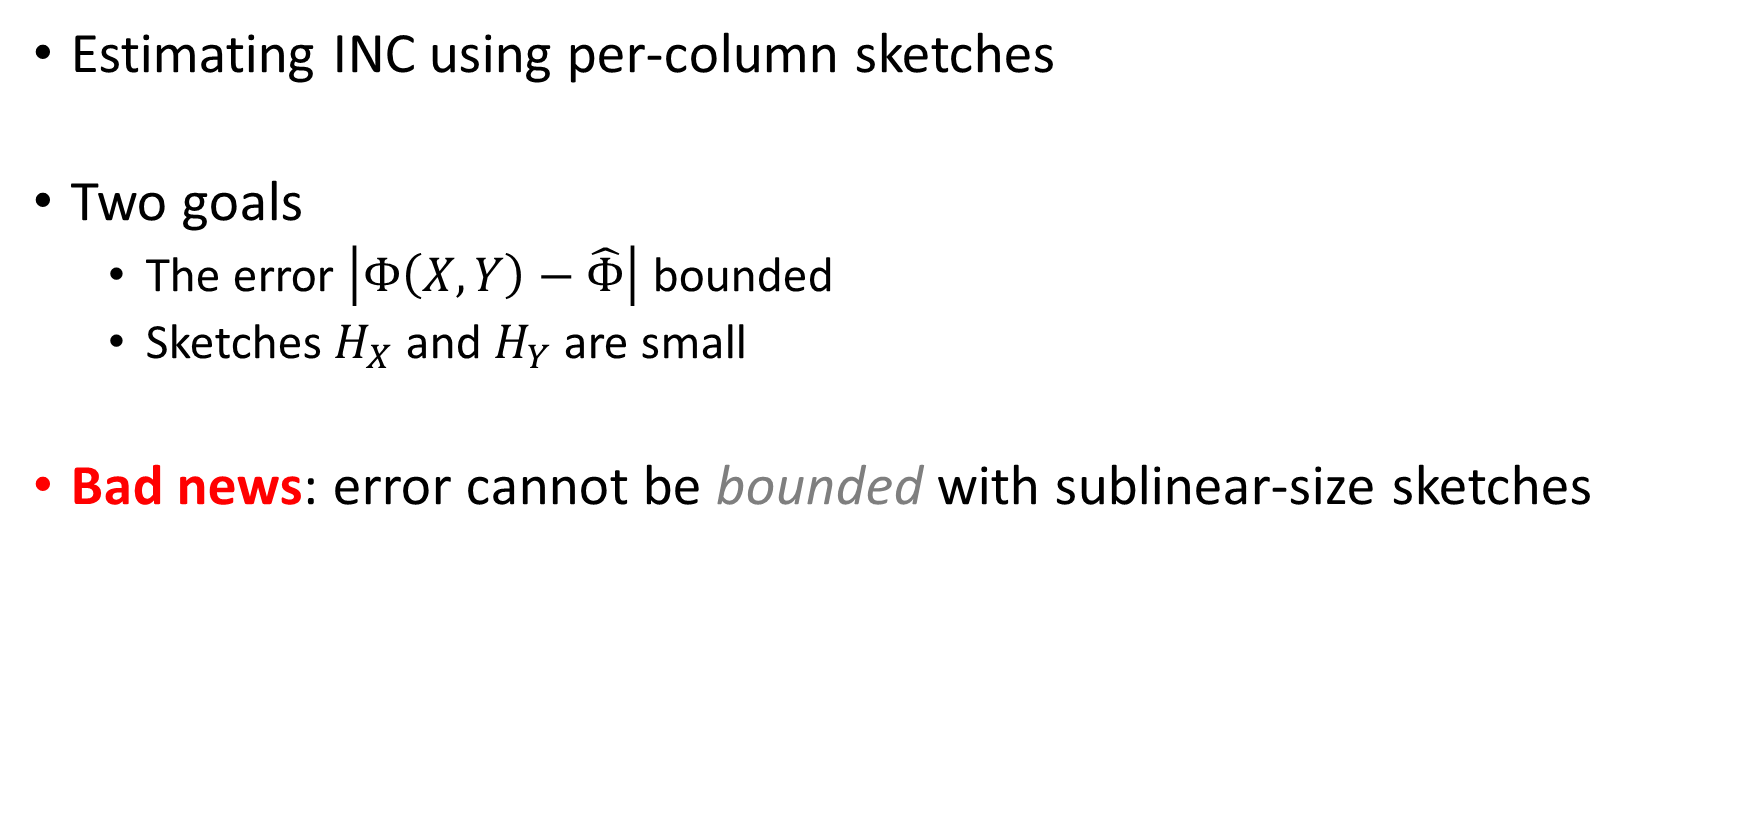 • Estimating INC using per-column sketches
• Two goals
• The error |Φ(X, Y) − Φ̂| bounded
• Sketches H_X and H_Y are small
• Bad news: error cannot be bounded with sublinear-size sketches